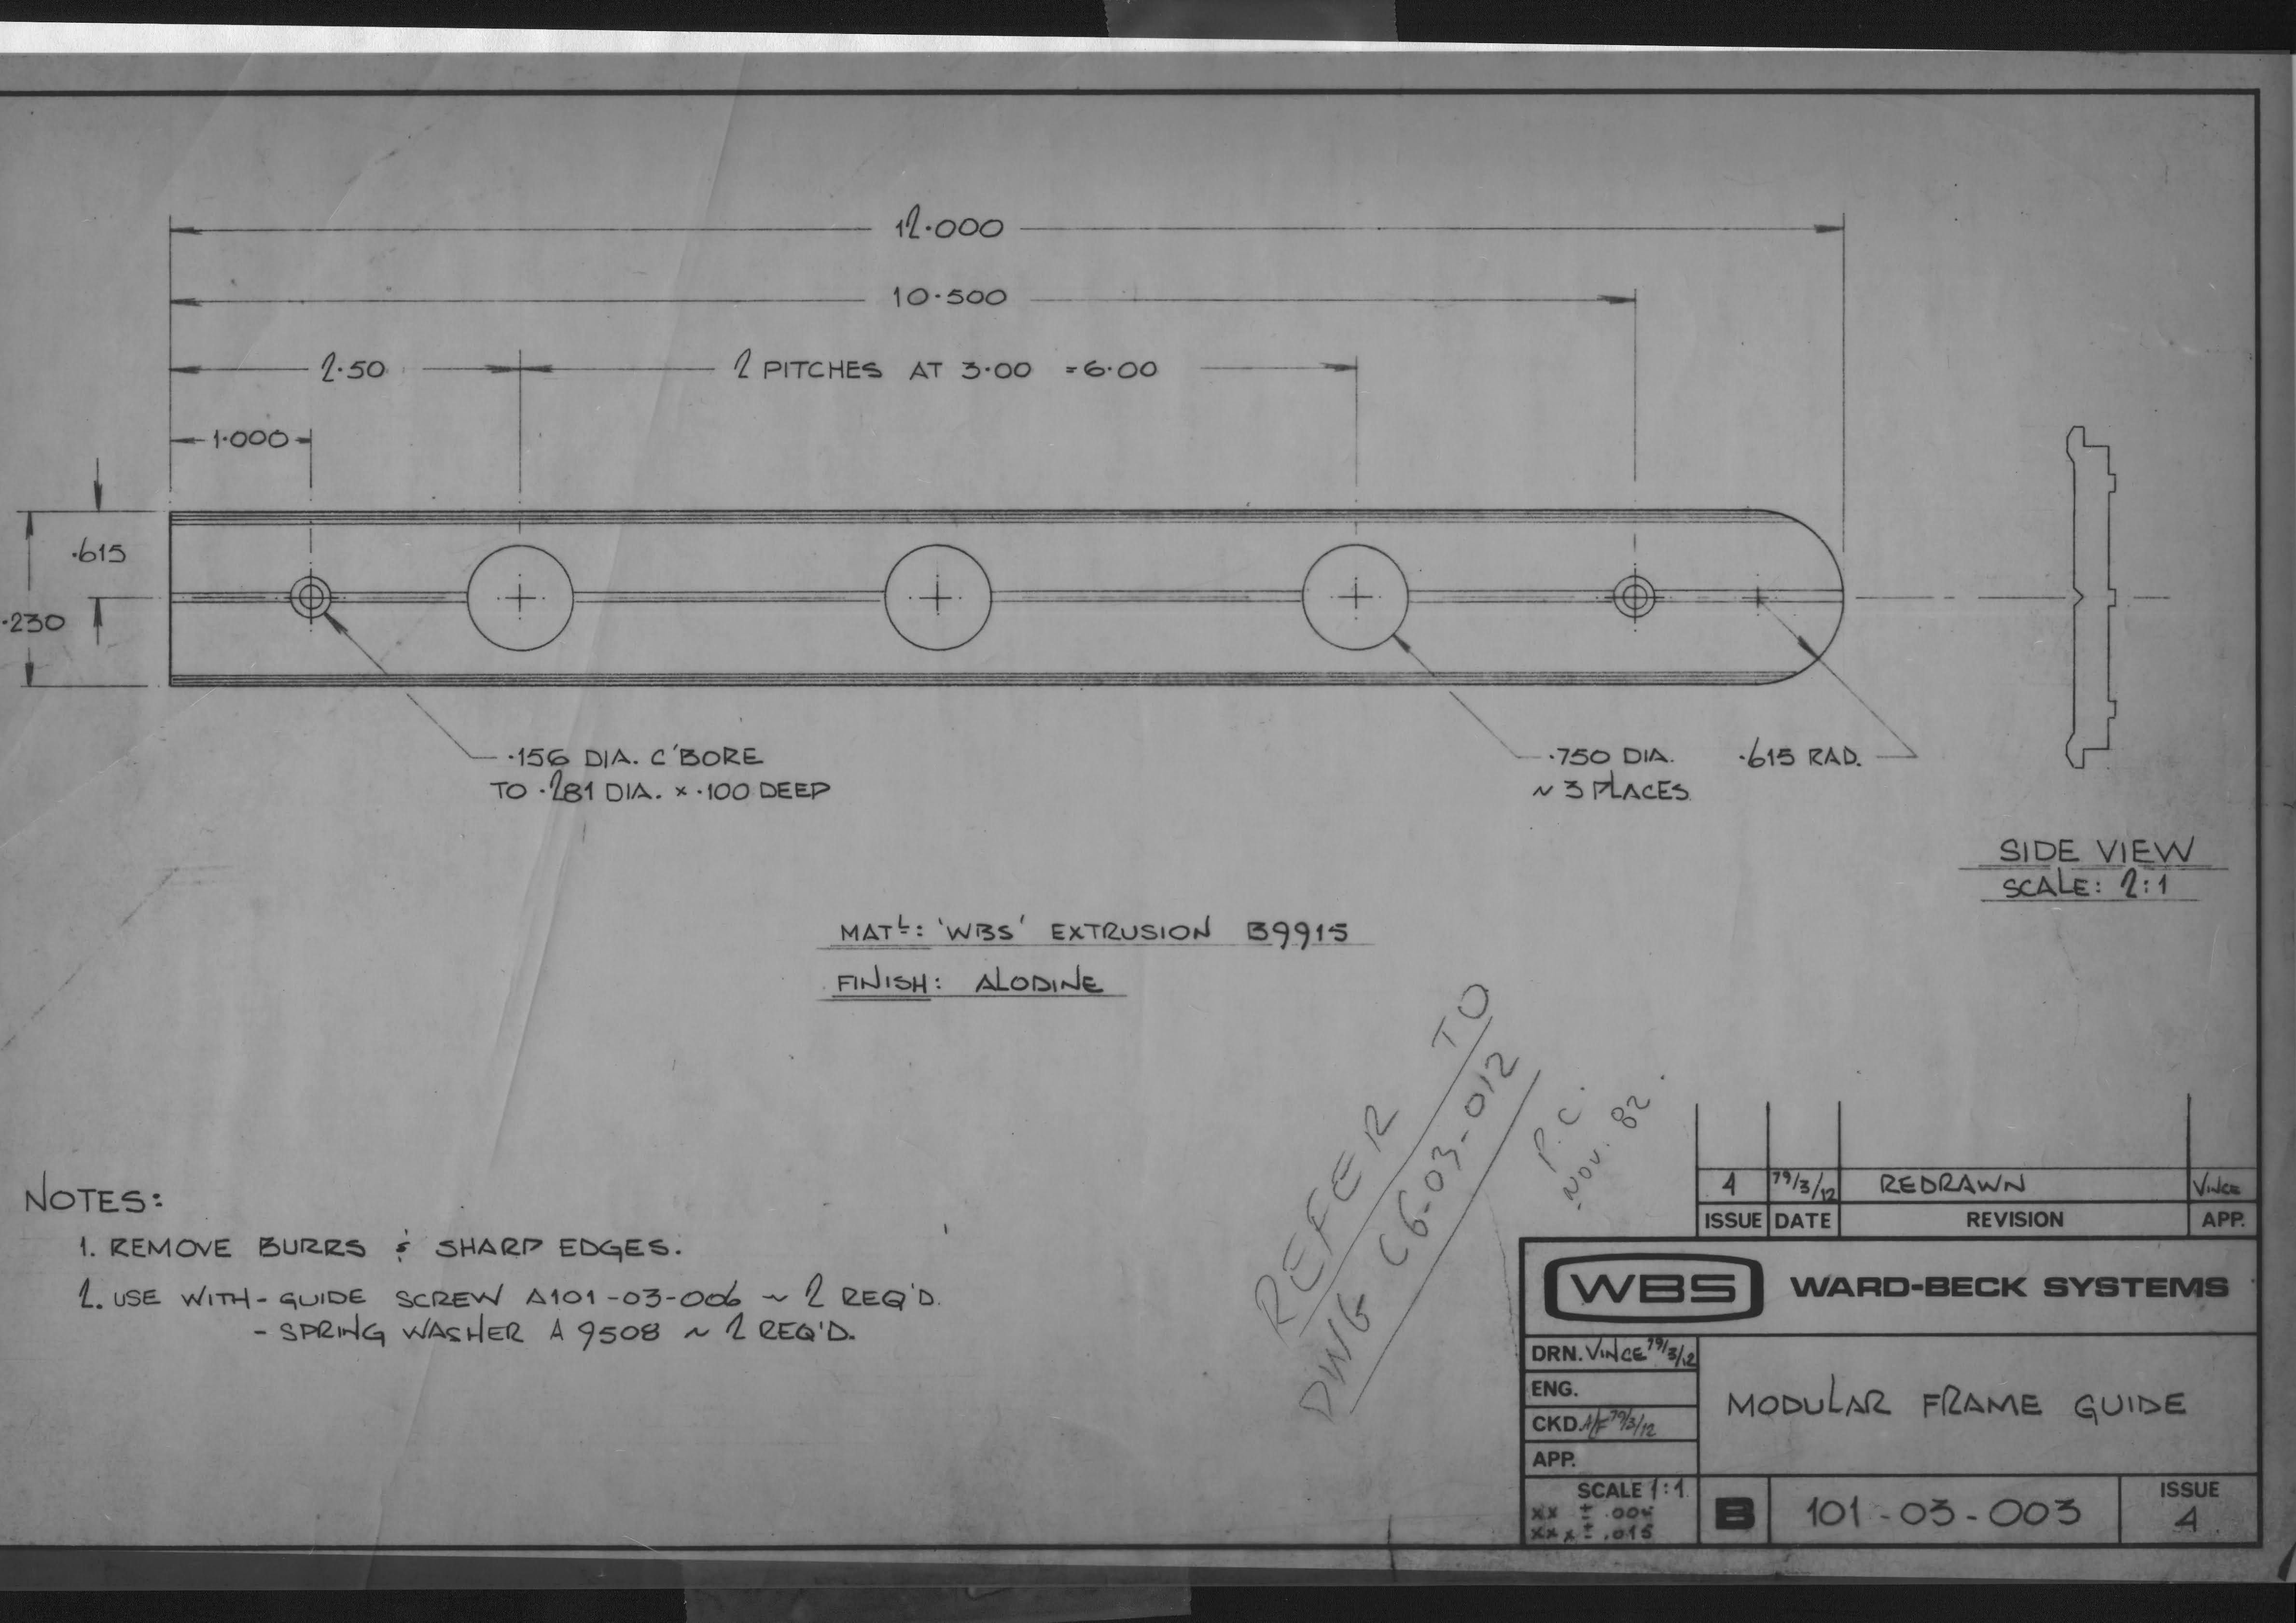 12.000
10.500
2.50
2 PITCHES AT 3.00 =6.00
1.000
.615
.230
.156 DIA. C'BORE
TO .281 DIA. × .100 DEEP
.750 DIA.
~ 3 PLACES
.615 RAD.
SIDE VIEW
SCALE: 2:1
MAT'L: 'WBS' EXTRUSION B9915
FINISH: ALODINE
REFER TO
DWG C6-03-012
P.C.
NOV. 82.
NOTES:
1. REMOVE BURRS & SHARP EDGES.
2. USE WITH - GUIDE SCREW A101-03-006 ~ 2 REQ'D.
- SPRING WASHER A 9508 ~ 2 REQ'D.
4 79/3/12 REDRAWN VINCE
ISSUE DATE REVISION APP.
WBS WARD-BECK SYSTEMS
DRN. VINCE 79/3/12
ENG.
CKD. A/F 79/3/12
APP.
MODULAR FRAME GUIDE
SCALE 1:1
XX ±
XXX ± .015
B 101-03-003
ISSUE
4